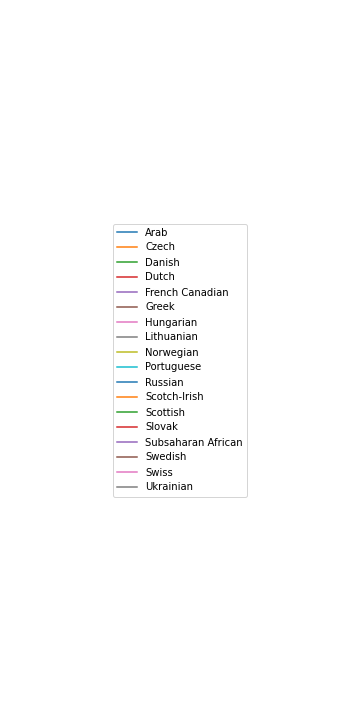 Arab
Czech
Danish
Dutch
French Canadian
Greek
Hungarian
Lithuanian
Norwegian
Portuguese
Russian
Scotch-Irish
Scottish
Slovak
Subsaharan African
Swedish
Swiss
Ukrainian